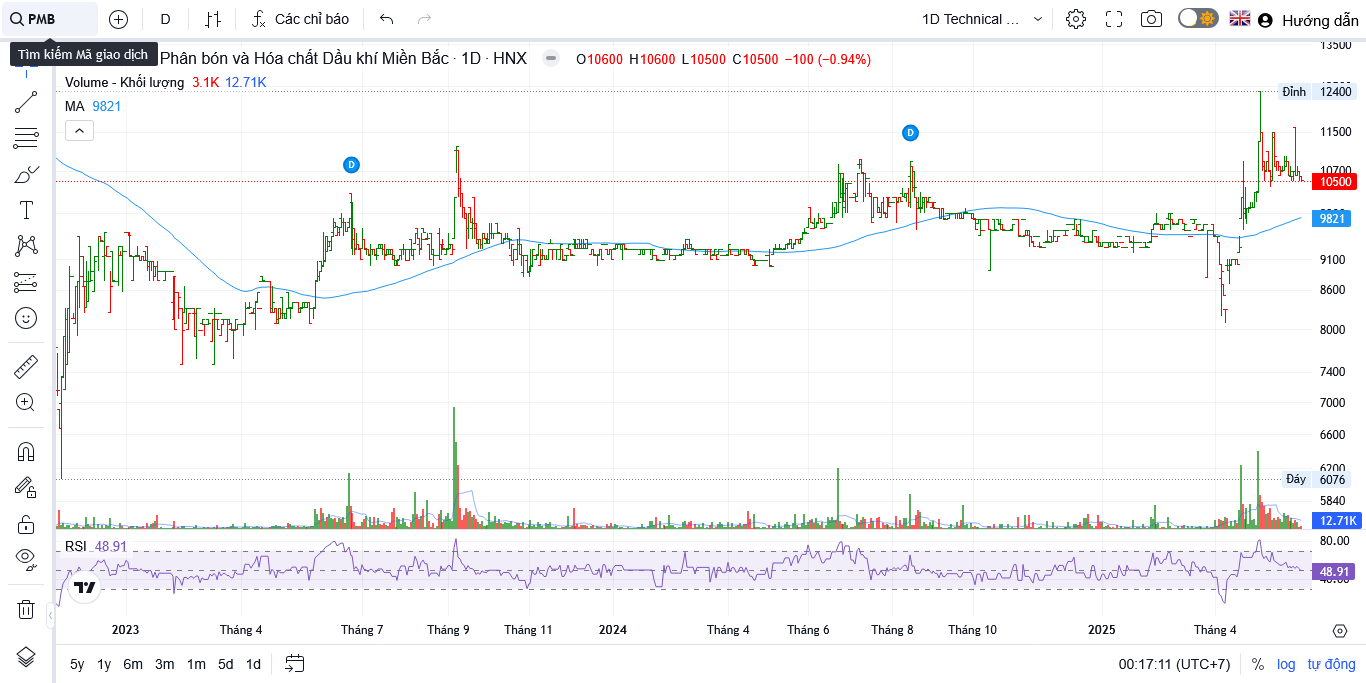 PMB
D
Các chỉ báo
1D Technical ...
Hướng dẫn
Tìm kiếm Mã giao dịch
Phân bón và Hóa chất Dầu khí Miền Bắc · 1D · HNX
O10600 H10600 L10500 C10500 −100 (−0.94%)
Volume - Khối lượng 3.1K 12.71K
MA 9821
D
D
13500
Đỉnh 12400
11500
10700
10500
9821
9100
8600
8000
7400
7000
6600
6200
Đáy 6076
5840
12.71K
RSI 48.91
80.00
48.91
40.00
2023
Tháng 4
Tháng 7
Tháng 9
Tháng 11
2024
Tháng 4
Tháng 6
Tháng 8
Tháng 10
2025
Tháng 4
5y 1y 6m 3m 1m 5d 1d
00:17:11 (UTC+7)
% log tự động